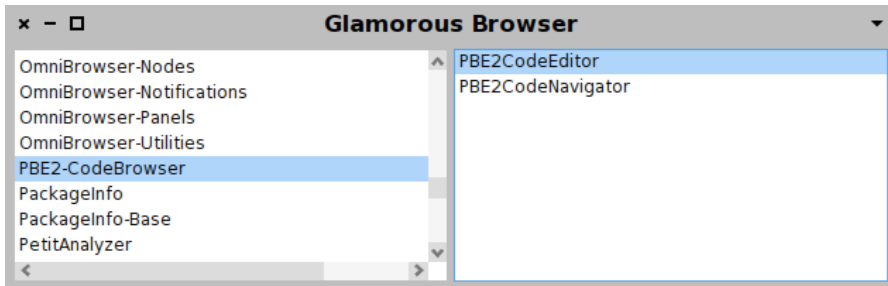 Glamorous Browser
OmniBrowser-Nodes
OmniBrowser-Notifications
OmniBrowser-Panels
OmniBrowser-Utilities
PBE2-CodeBrowser
PackageInfo
PackageInfo-Base
PetitAnalyzer
PBE2CodeEditor
PBE2CodeNavigator